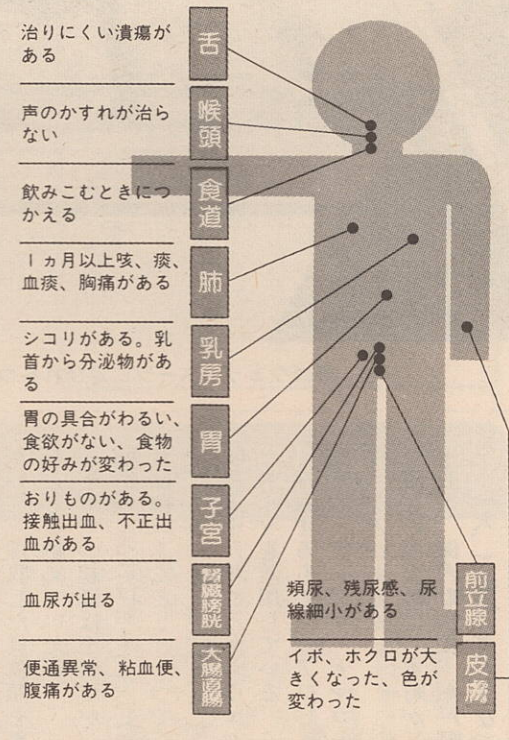 治りにくい潰瘍が
ある
舌
声のかすれが治ら
ない
喉頭
飲みこむときにつ
かえる
食道
1ヵ月以上咳、痰、
血痰、胸痛がある
肺
シコリがある。乳
首から分泌物があ
る
乳房
胃の具合がわるい、
食欲がない、食物
の好みが変わった
胃
おりものがある。
接触出血、不正出
血がある
子宮
血尿が出る
腎臓膀胱
便通異常、粘血便、
腹痛がある
大腸直腸
頻尿、残尿感、尿
線細小がある
前立腺
イボ、ホクロが大
きくなった、色が
変わった
皮膚